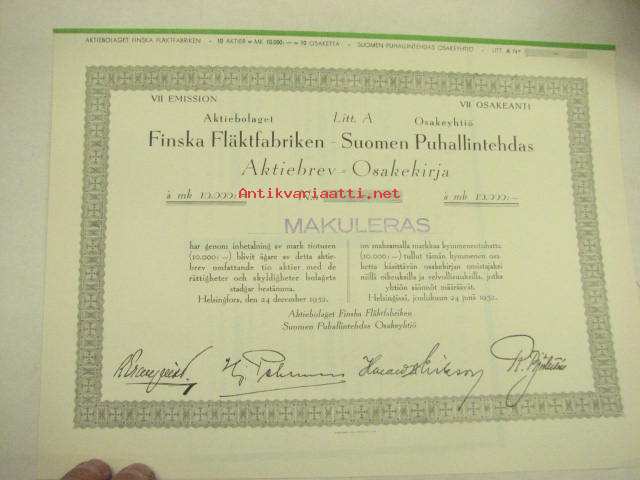 AKTIEBOLAGET FINSKA FLÄKTFABRIKEN - 10 AKTIER = MK 10.000:- = 10 OSAKETTA - SUOMEN PUHALLINTEHDAS OSAKEYHTIÖ - LITT. A Nº
VII EMISSION VII OSAKEANTI
Aktiebolaget Litt. A Osakeyhtiö
Finska Fläktfabriken - Suomen Puhallintehdas
Aktiebrev - Osakekirja
à mk 10.000:- à mk 10.000:-
Antikvariaatti.net
MAKULERAS
har genom inbetalning av mark tiotusen
(10.000:-) blivit ägare av detta aktie-
brev omfattande tio aktier med de
rättigheter och skyldigheter bolagets
stadgar bestämma.
Helsingfors, den 24 december 1952.
on maksamalla markkaa kymmenentuhatta
(10.000:-) tullut tämän kymmenen osa-
ketta käsittävän osakekirjan omistajaksi
niillä oikeuksilla ja velvollisuuksilla, jotka
yhtiön säännöt määräävät.
Helsingissä, joulukuun 24 p:nä 1952.
Aktiebolaget Finska Fläktfabriken
Suomen Puhallintehdas Osakeyhtiö